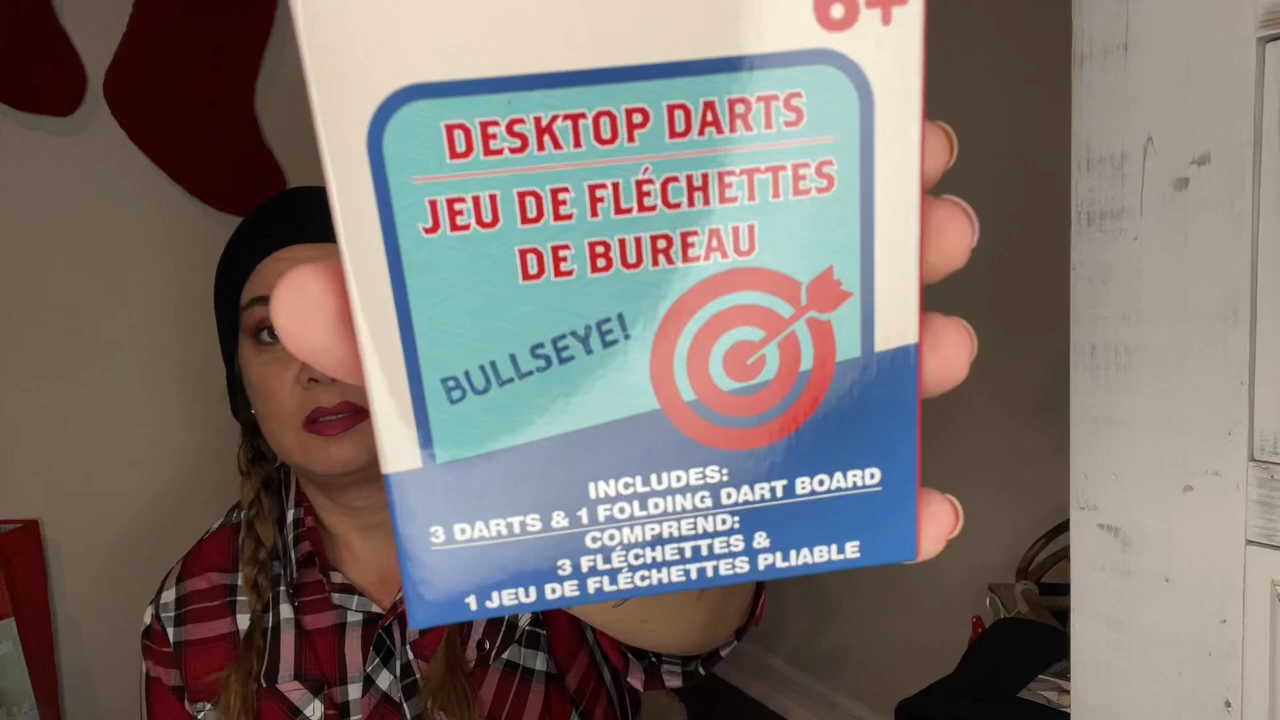 6+
DESKTOP DARTS
JEU DE FLÉCHETTES
DE BUREAU
BULLSEYE!
INCLUDES:
3 DARTS & 1 FOLDING DART BOARD
COMPREND:
3 FLÉCHETTES &
1 JEU DE FLÉCHETTES PLIABLE